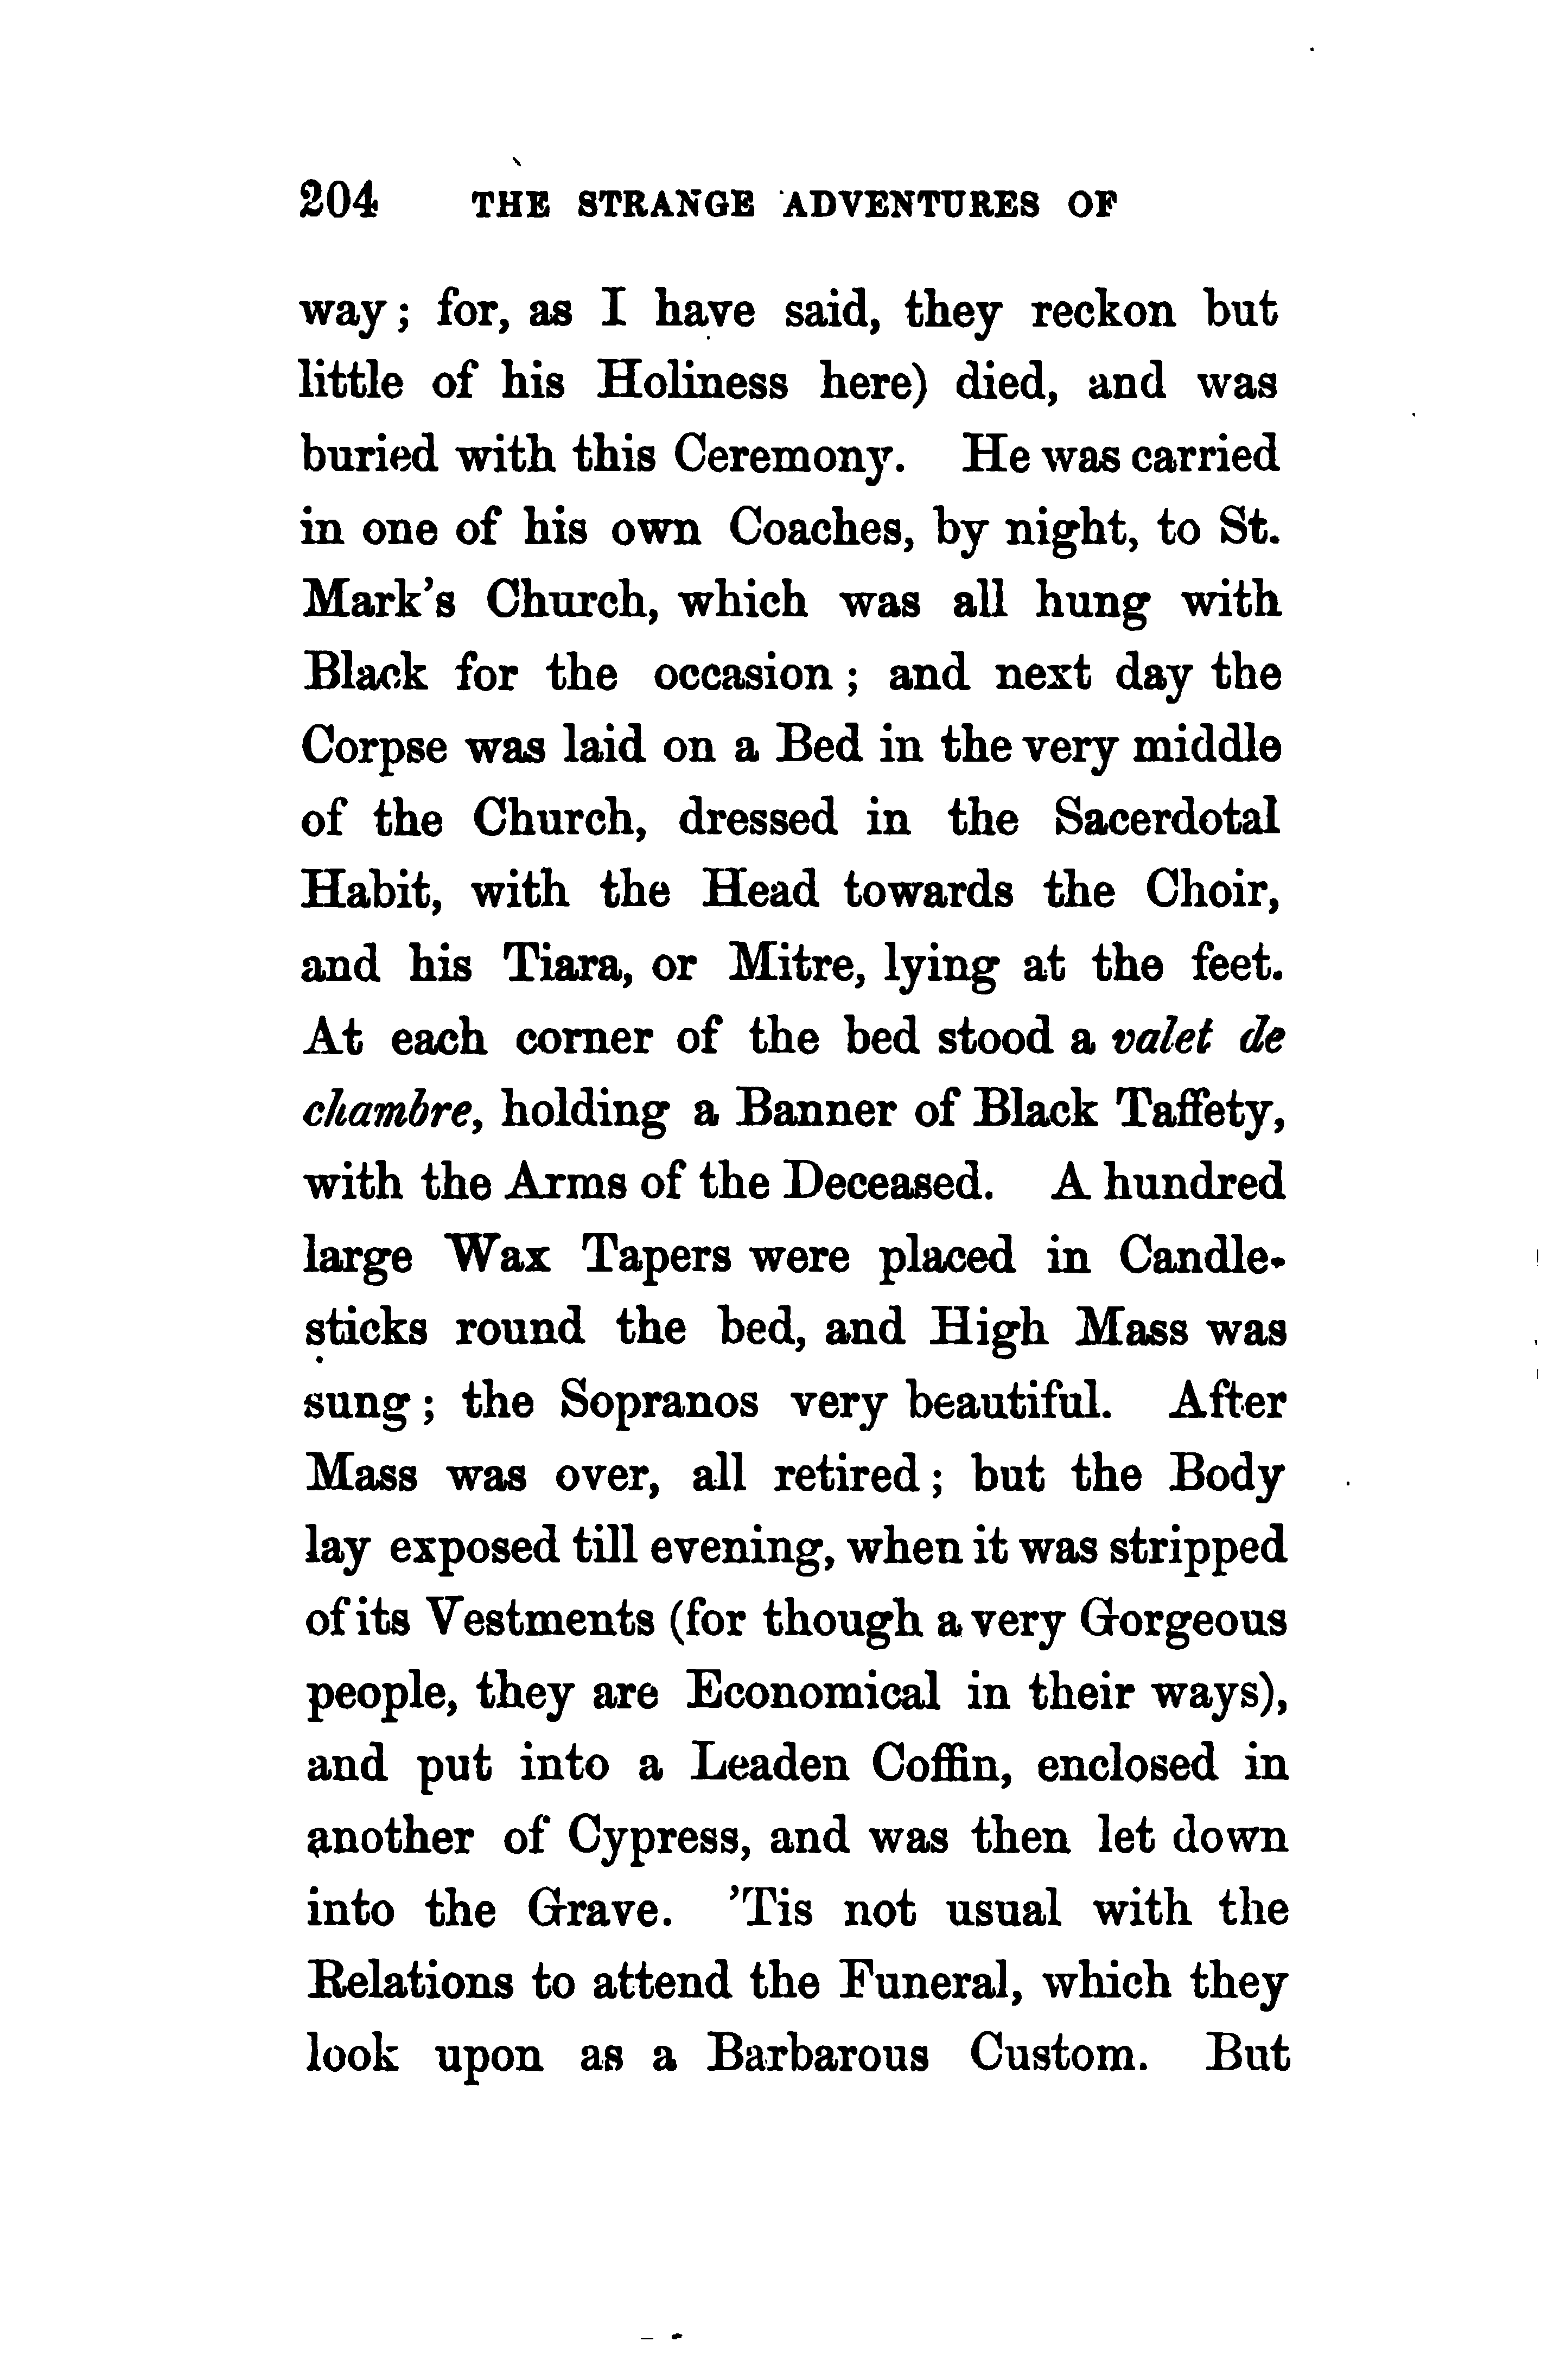 204 THE STRANGE ADVENTURES OF
way; for, as I have said, they reckon but
little of his Holiness here) died, and was
buried with this Ceremony. He was carried
in one of his own Coaches, by night, to St.
Mark's Church, which was all hung with
Black for the occasion; and next day the
Corpse was laid on a Bed in the very middle
of the Church, dressed in the Sacerdotal
Habit, with the Head towards the Choir,
and his Tiara, or Mitre, lying at the feet.
At each corner of the bed stood a valet de
chambre, holding a Banner of Black Taffety,
with the Arms of the Deceased. A hundred
large Wax Tapers were placed in Candle-
sticks round the bed, and High Mass was
sung; the Sopranos very beautiful. After
Mass was over, all retired; but the Body
lay exposed till evening, when it was stripped
of its Vestments (for though a very Gorgeous
people, they are Economical in their ways),
and put into a Leaden Coffin, enclosed in
another of Cypress, and was then let down
into the Grave. 'Tis not usual with the
Relations to attend the Funeral, which they
look upon as a Barbarous Custom. But